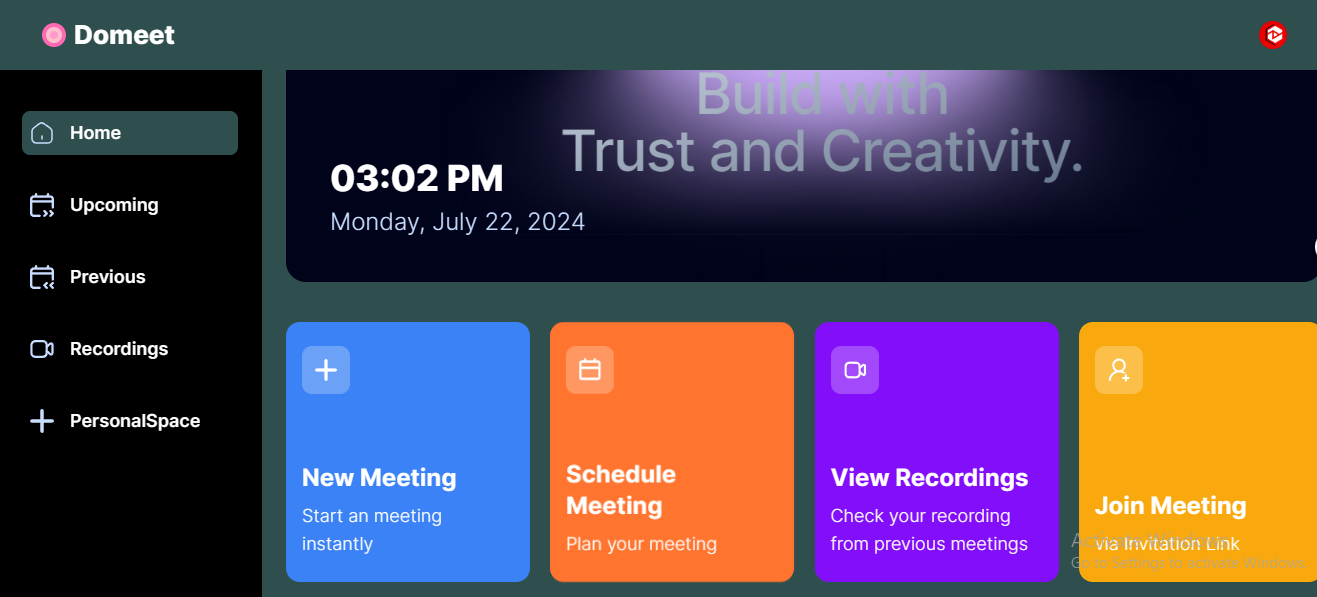 Domeet
Home
Upcoming
Previous
Recordings
PersonalSpace
Build with
Trust and Creativity.
03:02 PM
Monday, July 22, 2024
New Meeting
Start an meeting
instantly
Schedule
Meeting
Plan your meeting
View Recordings
Check your recording
from previous meetings
Join Meeting
via Invitation Link
Activate Windows
Go to Settings to activate Windows.